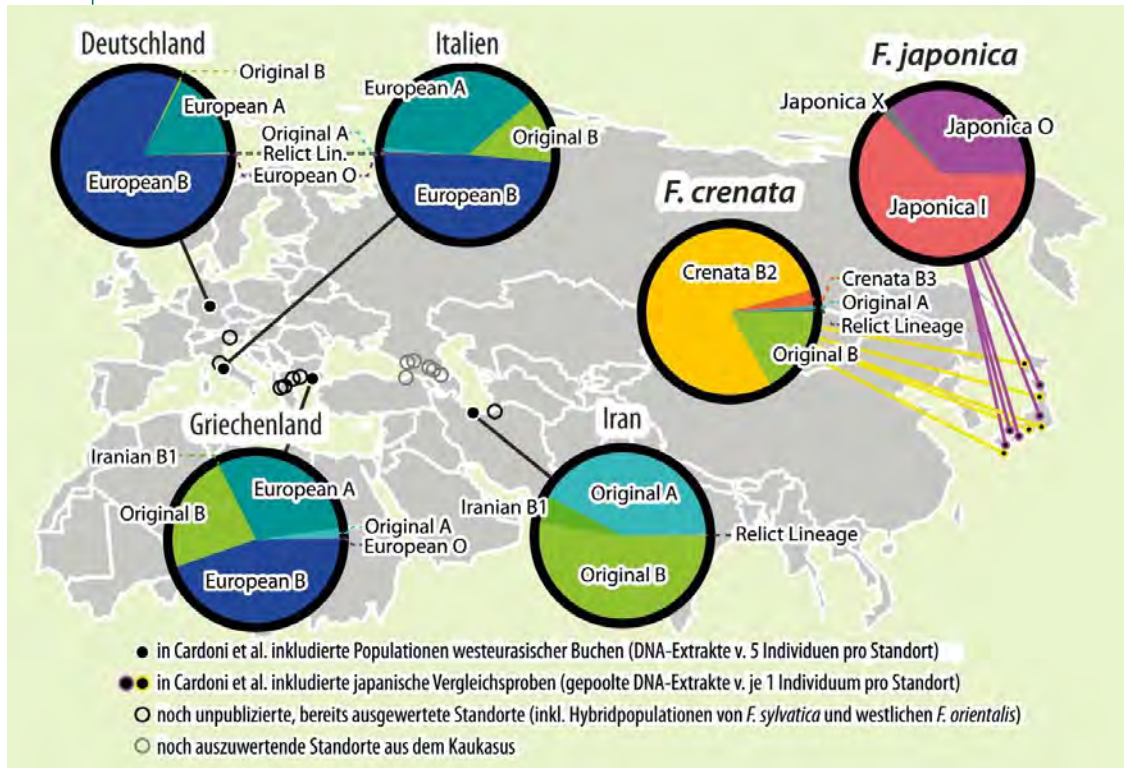 Deutschland
Original B
European A
European B
Italien
European A
Original B
European B
Original A
Relict Lin.
European O
F. japonica
Japonica X
Japonica O
Japonica I
F. crenata
Crenata B2
Crenata B3
Original A
Relict Lineage
Original B
Griechenland
Iranian B1
European A
Original B
Original A
European O
European B
Iran
Original A
Iranian B1
Relict Lineage
Original B
in Cardoni et al. inkludierte Populationen westeurasischer Buchen (DNA-Extrakte v. 5 Individuen pro Standort)
in Cardoni et al. inkludierte japanische Vergleichsproben (gepoolte DNA-Extrakte v. je 1 Individuum pro Standort)
noch unpublizierte, bereits ausgewertete Standorte (inkl. Hybridpopulationen von F. sylvatica und westlichen F. orientalis)
noch auszuwertende Standorte aus dem Kaukasus